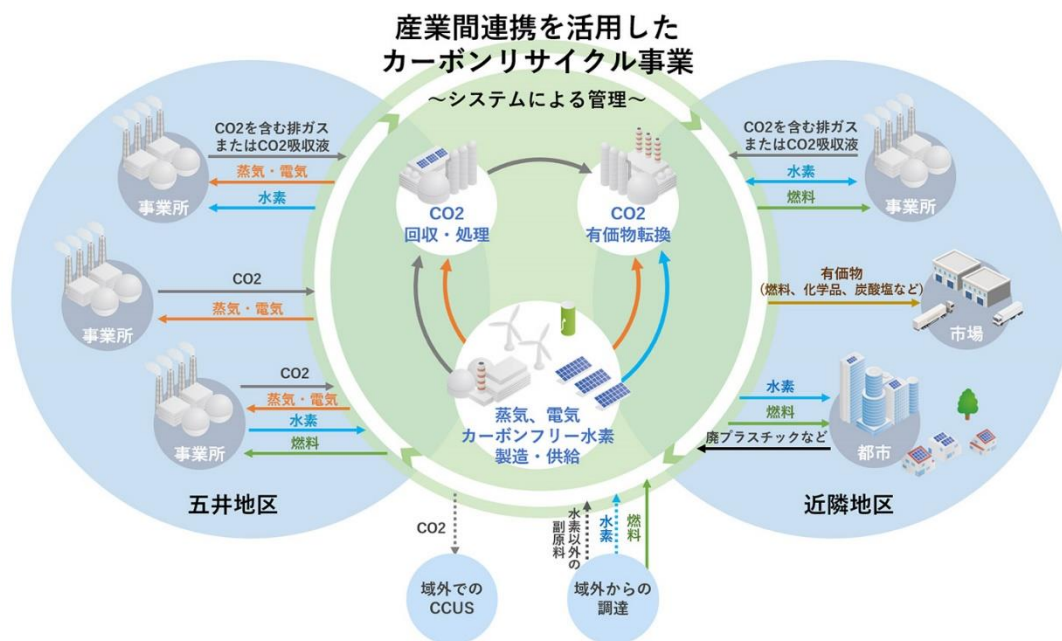 産業間連携を活用した
カーボンリサイクル事業
～システムによる管理～
CO2を含む排ガス
またはCO2吸収液
蒸気・電気
水素
事業所
CO2
蒸気・電気
事業所
CO2
蒸気・電気
水素
燃料
事業所
五井地区
CO2
回収・処理
CO2
有価物転換
蒸気、電気
カーボンフリー水素
製造・供給
CO2を含む排ガス
またはCO2吸収液
水素
燃料
事業所
有価物
(燃料、化学品、炭酸塩など)
市場
水素
燃料
廃プラスチックなど
都市
近隣地区
CO2
域外での
CCUS
水素以外の
副原料
水素
燃料
域外からの
調達